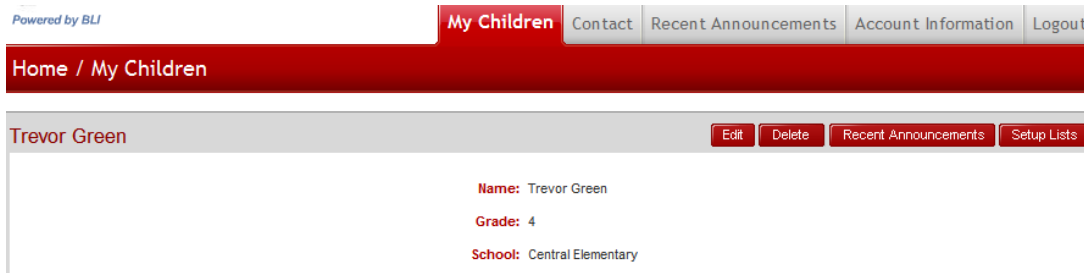 Powered by BLI
My Children Contact Recent Announcements Account Information Logout
Home / My Children
Trevor Green Edit Delete Recent Announcements Setup Lists
Name: Trevor Green
Grade: 4
School: Central Elementary